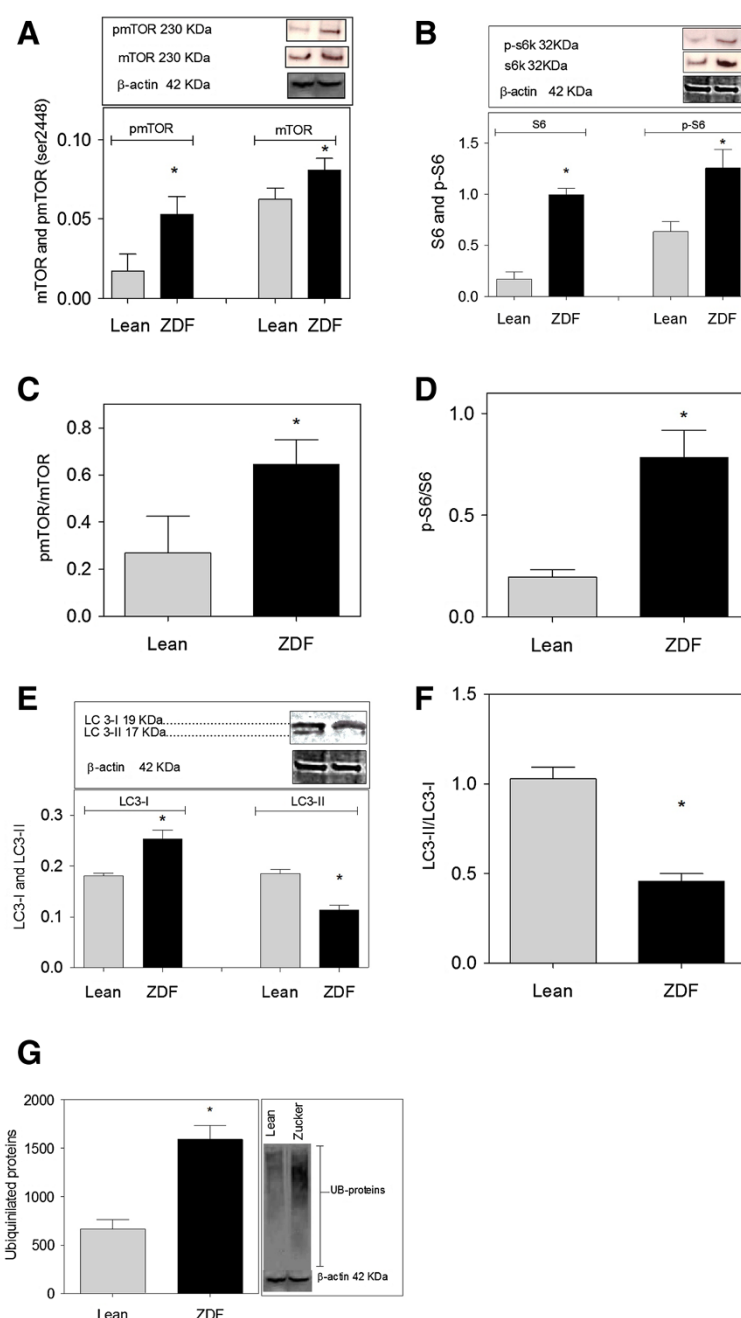 A
pmTOR 230 KDa
mTOR 230 KDa
β-actin 42 KDa
pmTOR mTOR
mTOR and pmTOR (ser2448)
0.10
0.05
0.00
* *
Lean ZDF Lean ZDF
B
p-s6k 32KDa
s6k 32KDa
β-actin 42 KDa
S6 p-S6
S6 and p-S6
1.5
1.0
0.5
0.0
* *
Lean ZDF Lean ZDF
C
pmTOR/mTOR
0.8
0.6
0.4
0.2
0.0
*
Lean ZDF
D
p-S6/S6
1.0
0.5
0.0
*
Lean ZDF
E
LC 3-I 19 KDa
LC 3-II 17 KDa
β-actin 42 KDa
LC3-I LC3-II
LC3-I and LC3-II
0.3
0.2
0.1
0.0
* *
Lean ZDF Lean ZDF
F
LC3-II/LC3-I
1.5
1.0
0.5
0.0
*
Lean ZDF
G
Ubiquinilated proteins
2000
1500
1000
500
0
*
Lean ZDF
Lean
Zucker
UB-proteins
β-actin 42 KDa